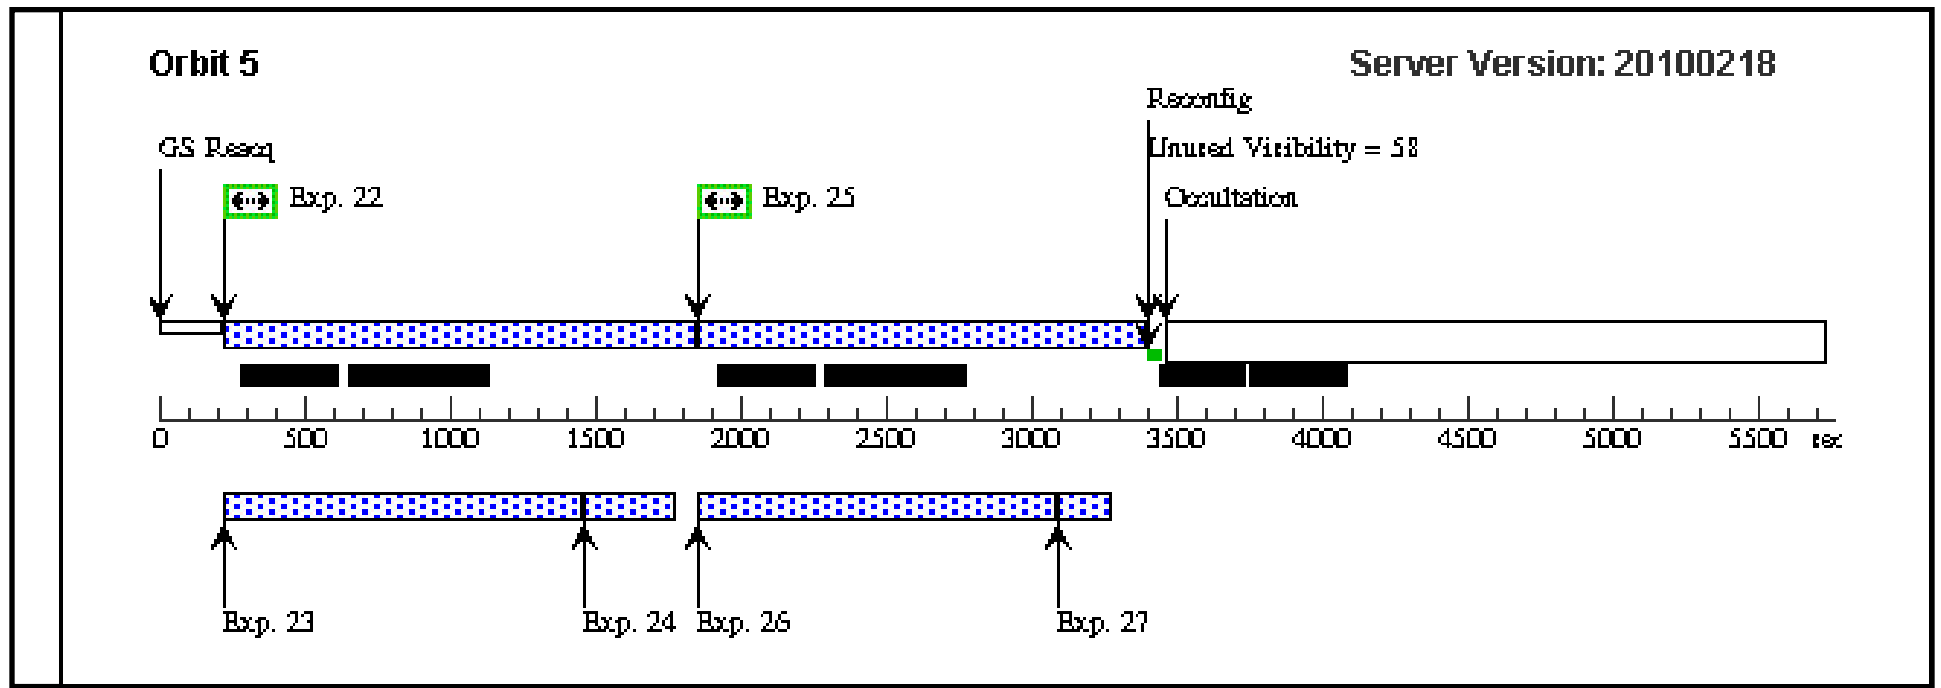 Orbit 5
Server Version: 20100218
Reconfig
GS Reacq
Unused Visibility = 58
Exp. 22
Exp. 25
Occultation
0 500 1000 1500 2000 2500 3000 3500 4000 4500 5000 5500 sec
Exp. 23
Exp. 24
Exp. 26
Exp. 27